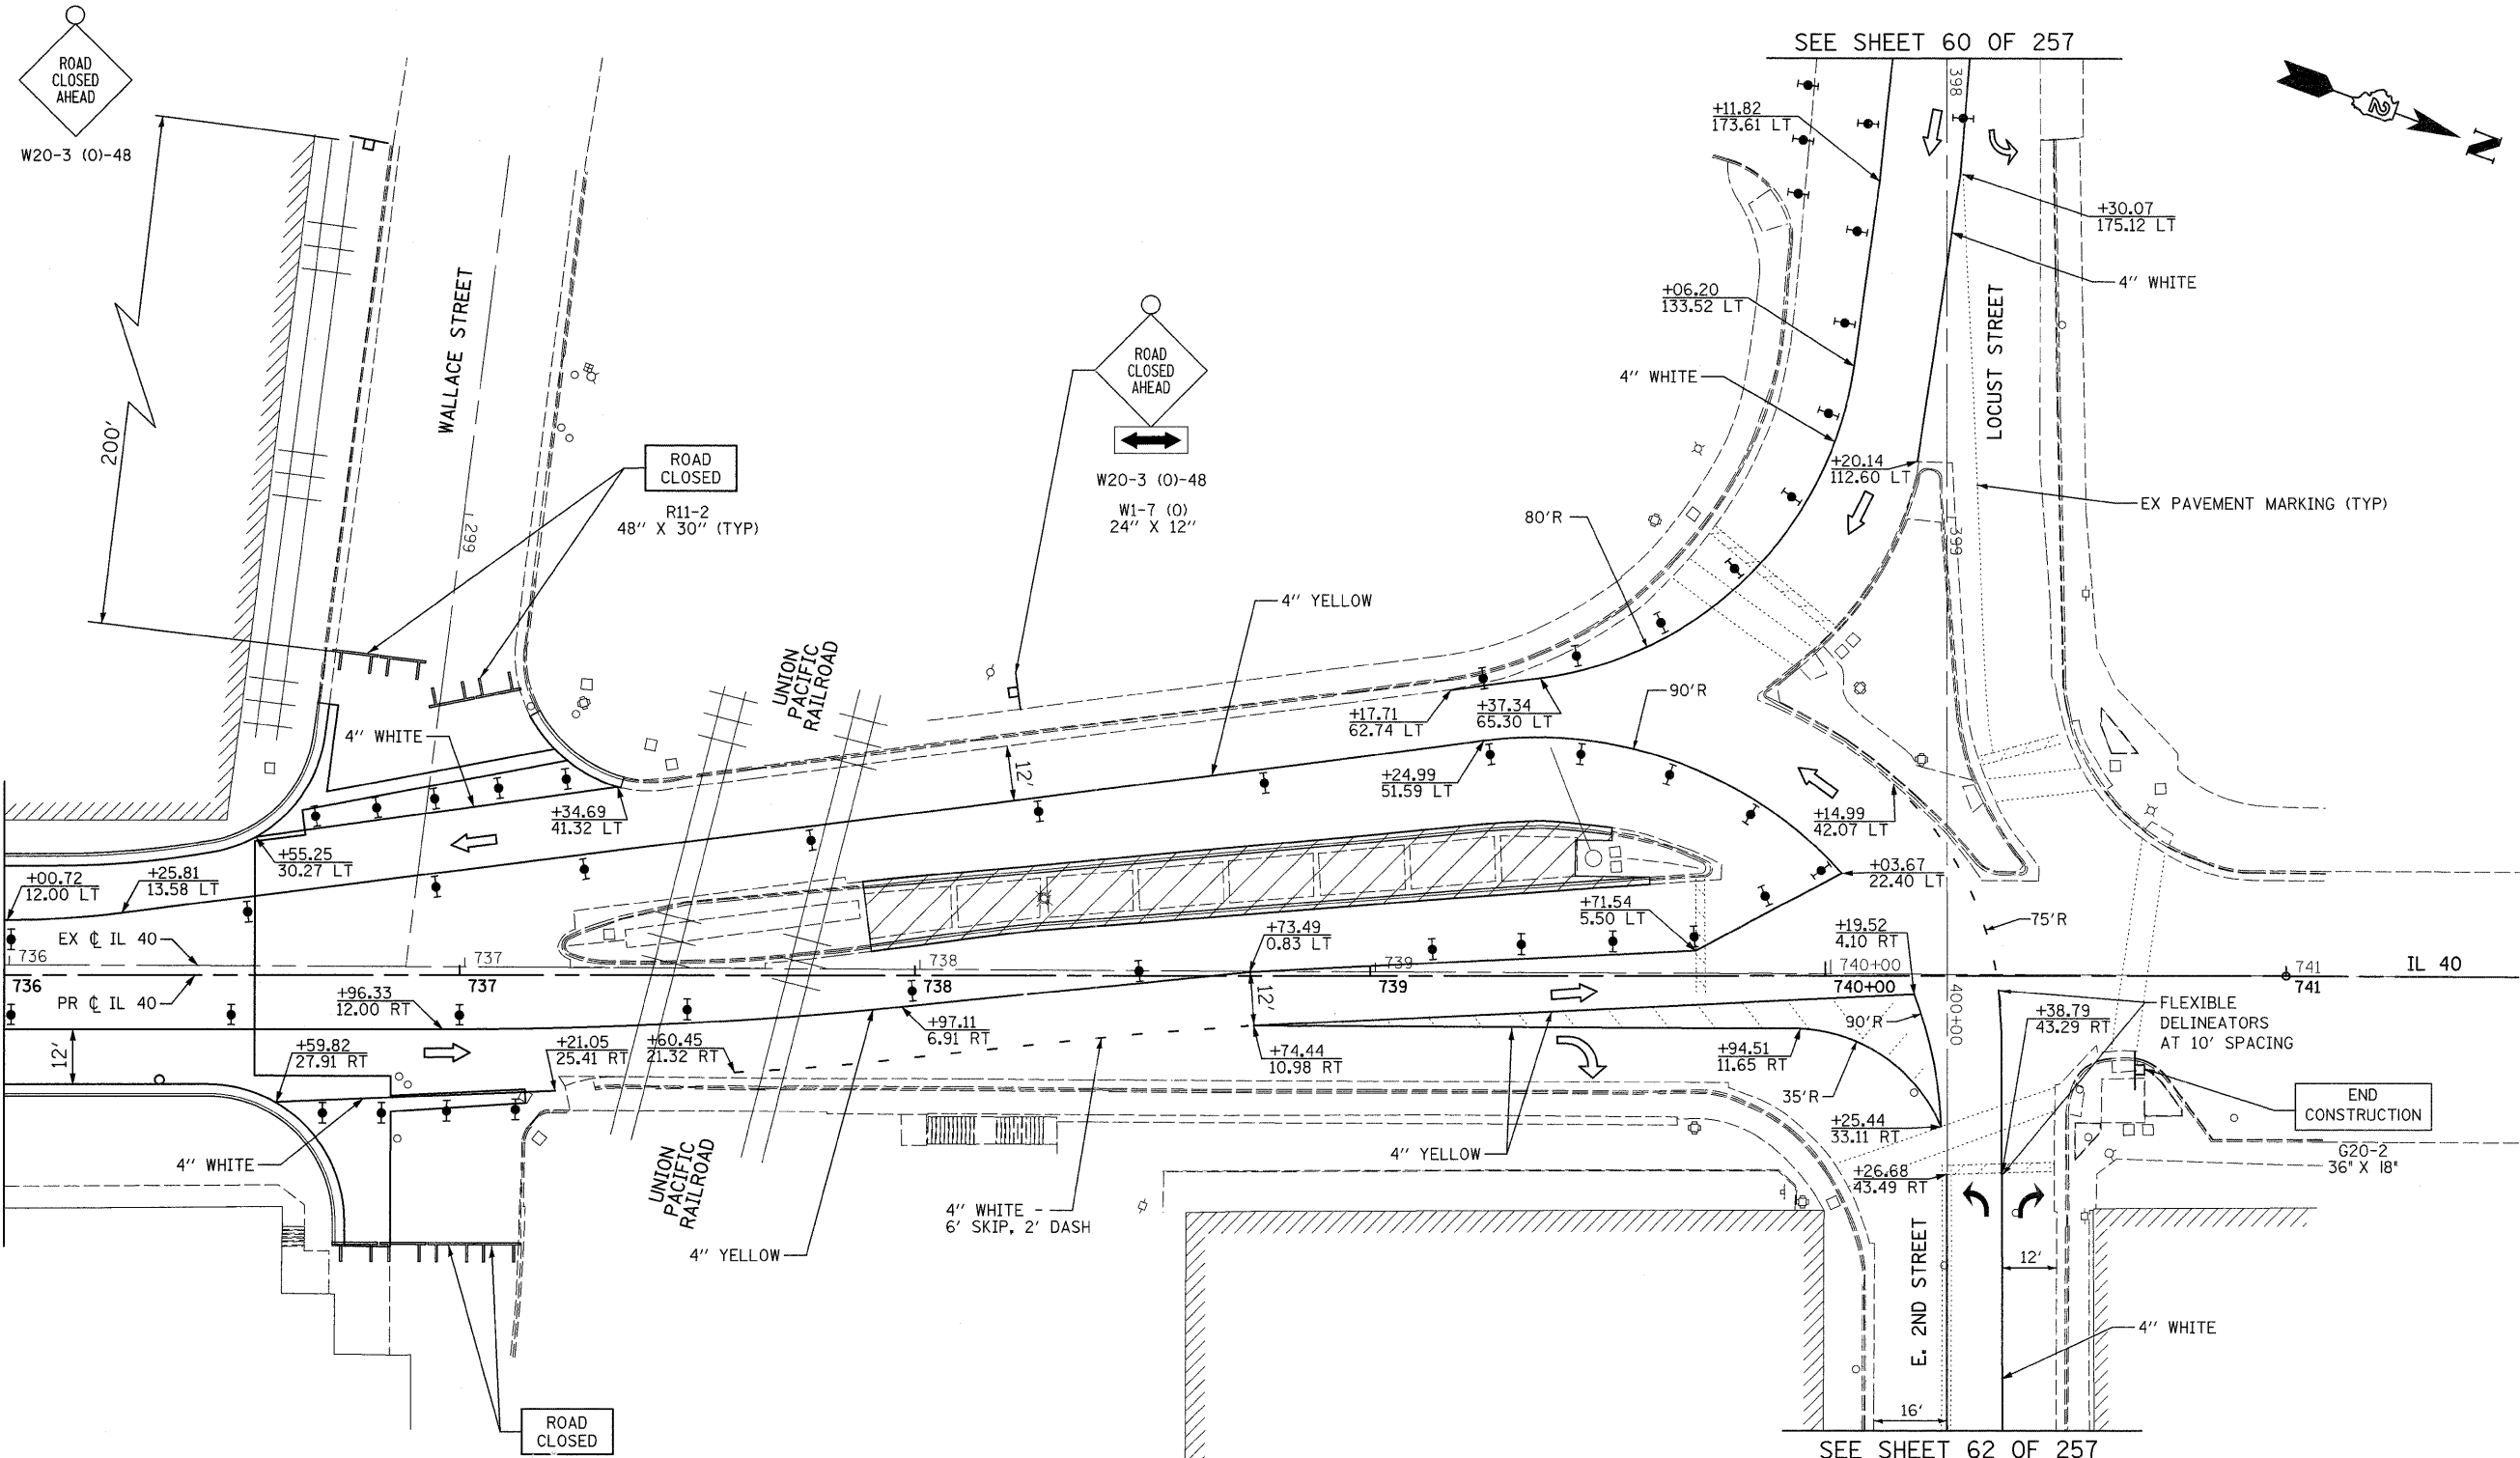 SEE SHEET 60 OF 257
ROAD
CLOSED
AHEAD
W20-3 (O)-48
N
2
398
+11.82
173.61 LT
+30.07
175.12 LT
4" WHITE
200'
WALLACE STREET
LOCUST STREET
+06.20
133.52 LT
4" WHITE
ROAD
CLOSED
AHEAD
W20-3 (O)-48
W1-7 (O)
24" X 12"
ROAD
CLOSED
R11-2
48" X 30" (TYP)
299
+20.14
112.60 LT
EX PAVEMENT MARKING (TYP)
80'R
399
4" YELLOW
UNION
PACIFIC
RAILROAD
90'R
+17.71
62.74 LT
+37.34
65.30 LT
4" WHITE
12'
+24.99
51.59 LT
+34.69
41.32 LT
+14.99
42.07 LT
+55.25
30.27 LT
+00.72
12.00 LT
+25.81
13.58 LT
+03.67
22.40 LT
+71.54
5.50 LT
+73.49
0.83 LT
+19.52
4.10 RT
75'R
EX ℄ IL 40
736
737
738
739
740+00
741
IL 40
736
737
738
739
740+00
741
PR ℄ IL 40
+96.33
12.00 RT
12'
400+00
FLEXIBLE
DELINEATORS
AT 10' SPACING
+97.11
6.91 RT
90'R
+38.79
43.29 RT
12'
+59.82
27.91 RT
+21.05
25.41 RT
+60.45
21.32 RT
+74.44
10.98 RT
+94.51
11.65 RT
35'R
END
CONSTRUCTION
G20-2
36" X 18"
+25.44
33.11 RT
4" WHITE
UNION
PACIFIC
RAILROAD
4" YELLOW
+26.68
43.49 RT
4" WHITE -
6' SKIP, 2' DASH
4" YELLOW
E. 2ND STREET
12'
4" WHITE
16'
ROAD
CLOSED
SEE SHEET 62 OF 257